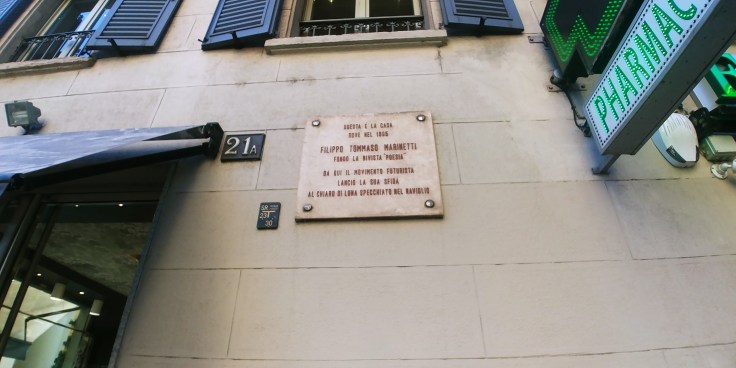 PHARMAC
QUESTA È LA CASA
DOVE NEL 1905
FILIPPO TOMMASO MARINETTI
FONDÒ LA RIVISTA "POESIA"
DA QUI IL MOVIMENTO FUTURISTA
LANCIÒ LA SUA SFIDA
AL CHIARO DI LUNA SPECCHIATO NEL NAVIGLIO
21A
30